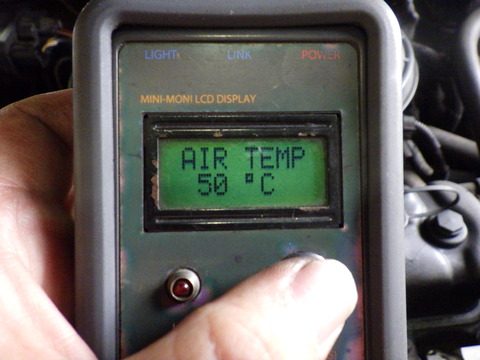 LIGHT LINK POWER
MINI-MONI LCD DISPLAY
AIR TEMP
50 °C